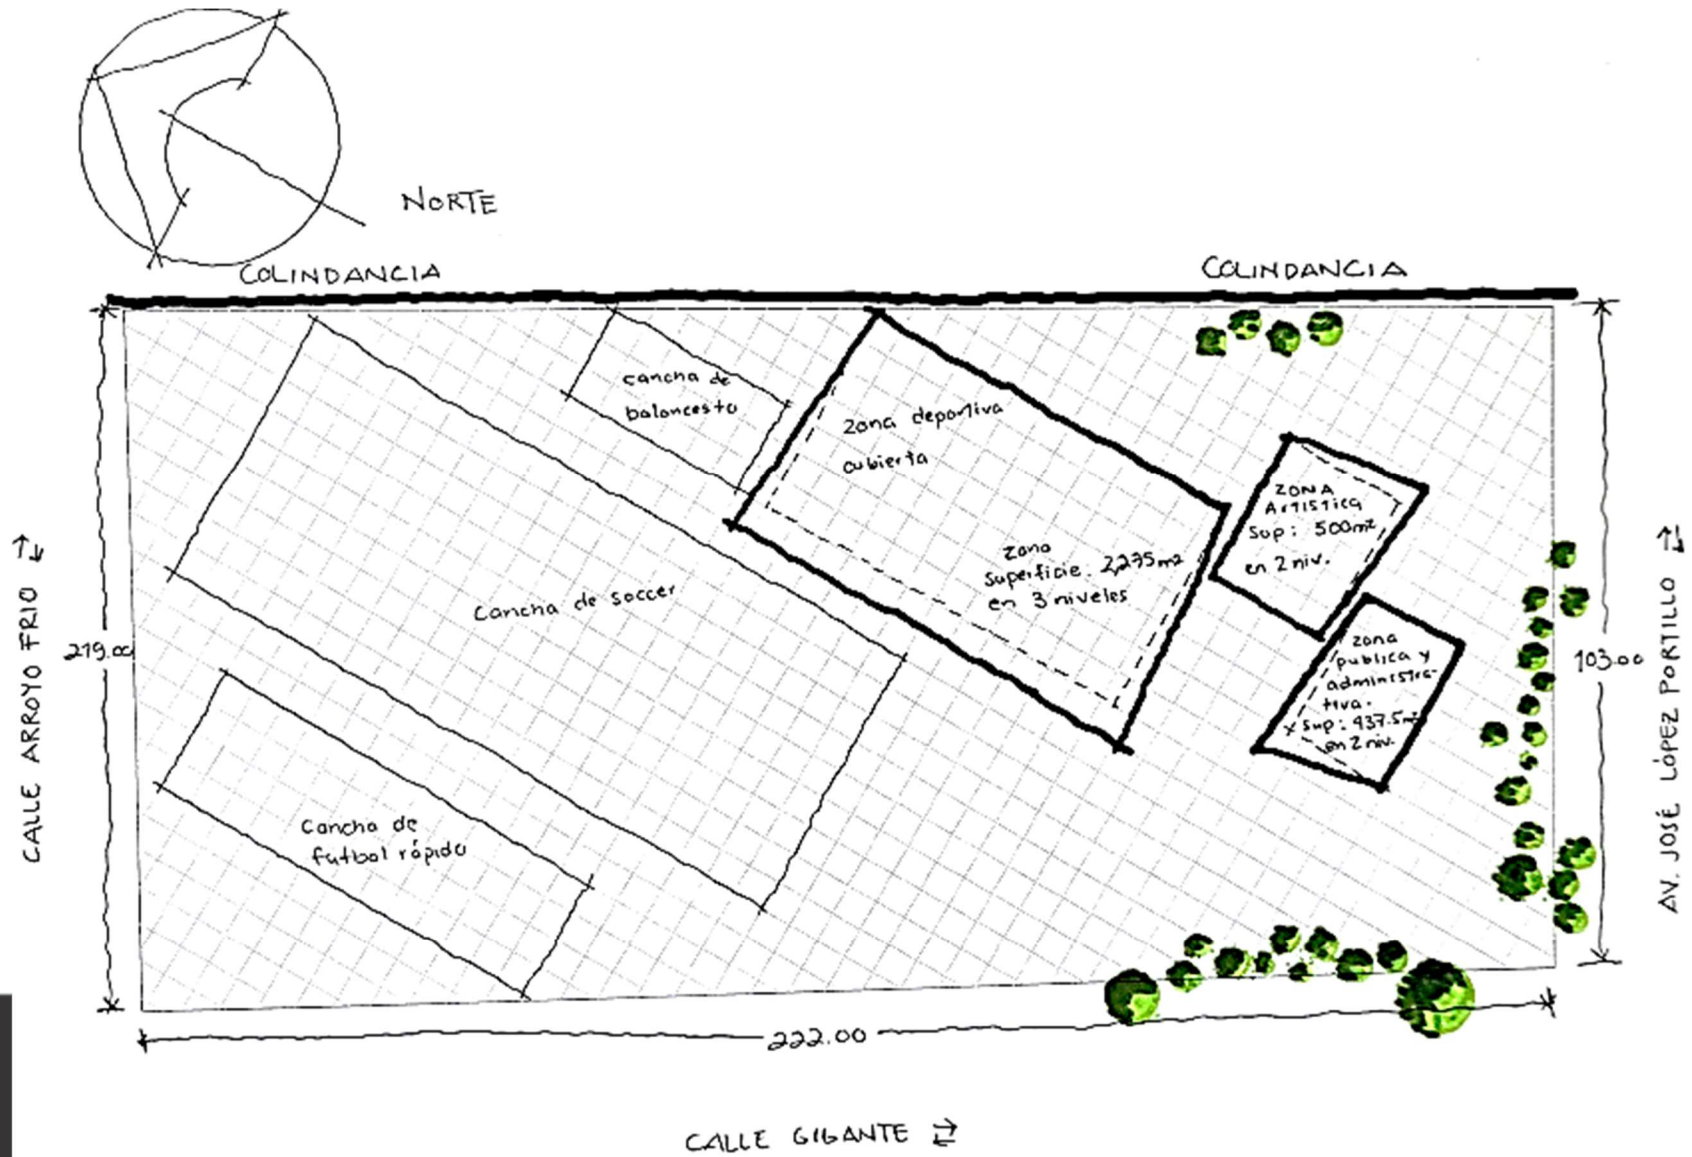 NORTE
COLINDANCIA
COLINDANCIA
cancha de
baloncesto
zona deportiva
cubierta
ZONA
Artistica
Sup: 500m²
en 2 niv.
zona
superficie. 2,235m2
en 3 niveles
Cancha de soccer
zona
publica y
administra-
tiva.
Sup: 437.5m²
en 2 niv.
Cancha de
futbol rápido
CALLE ARROYO FRIO
219.00
103.00
AV. JOSÉ LÓPEZ PORTILLO
222.00
CALLE GIGANTE